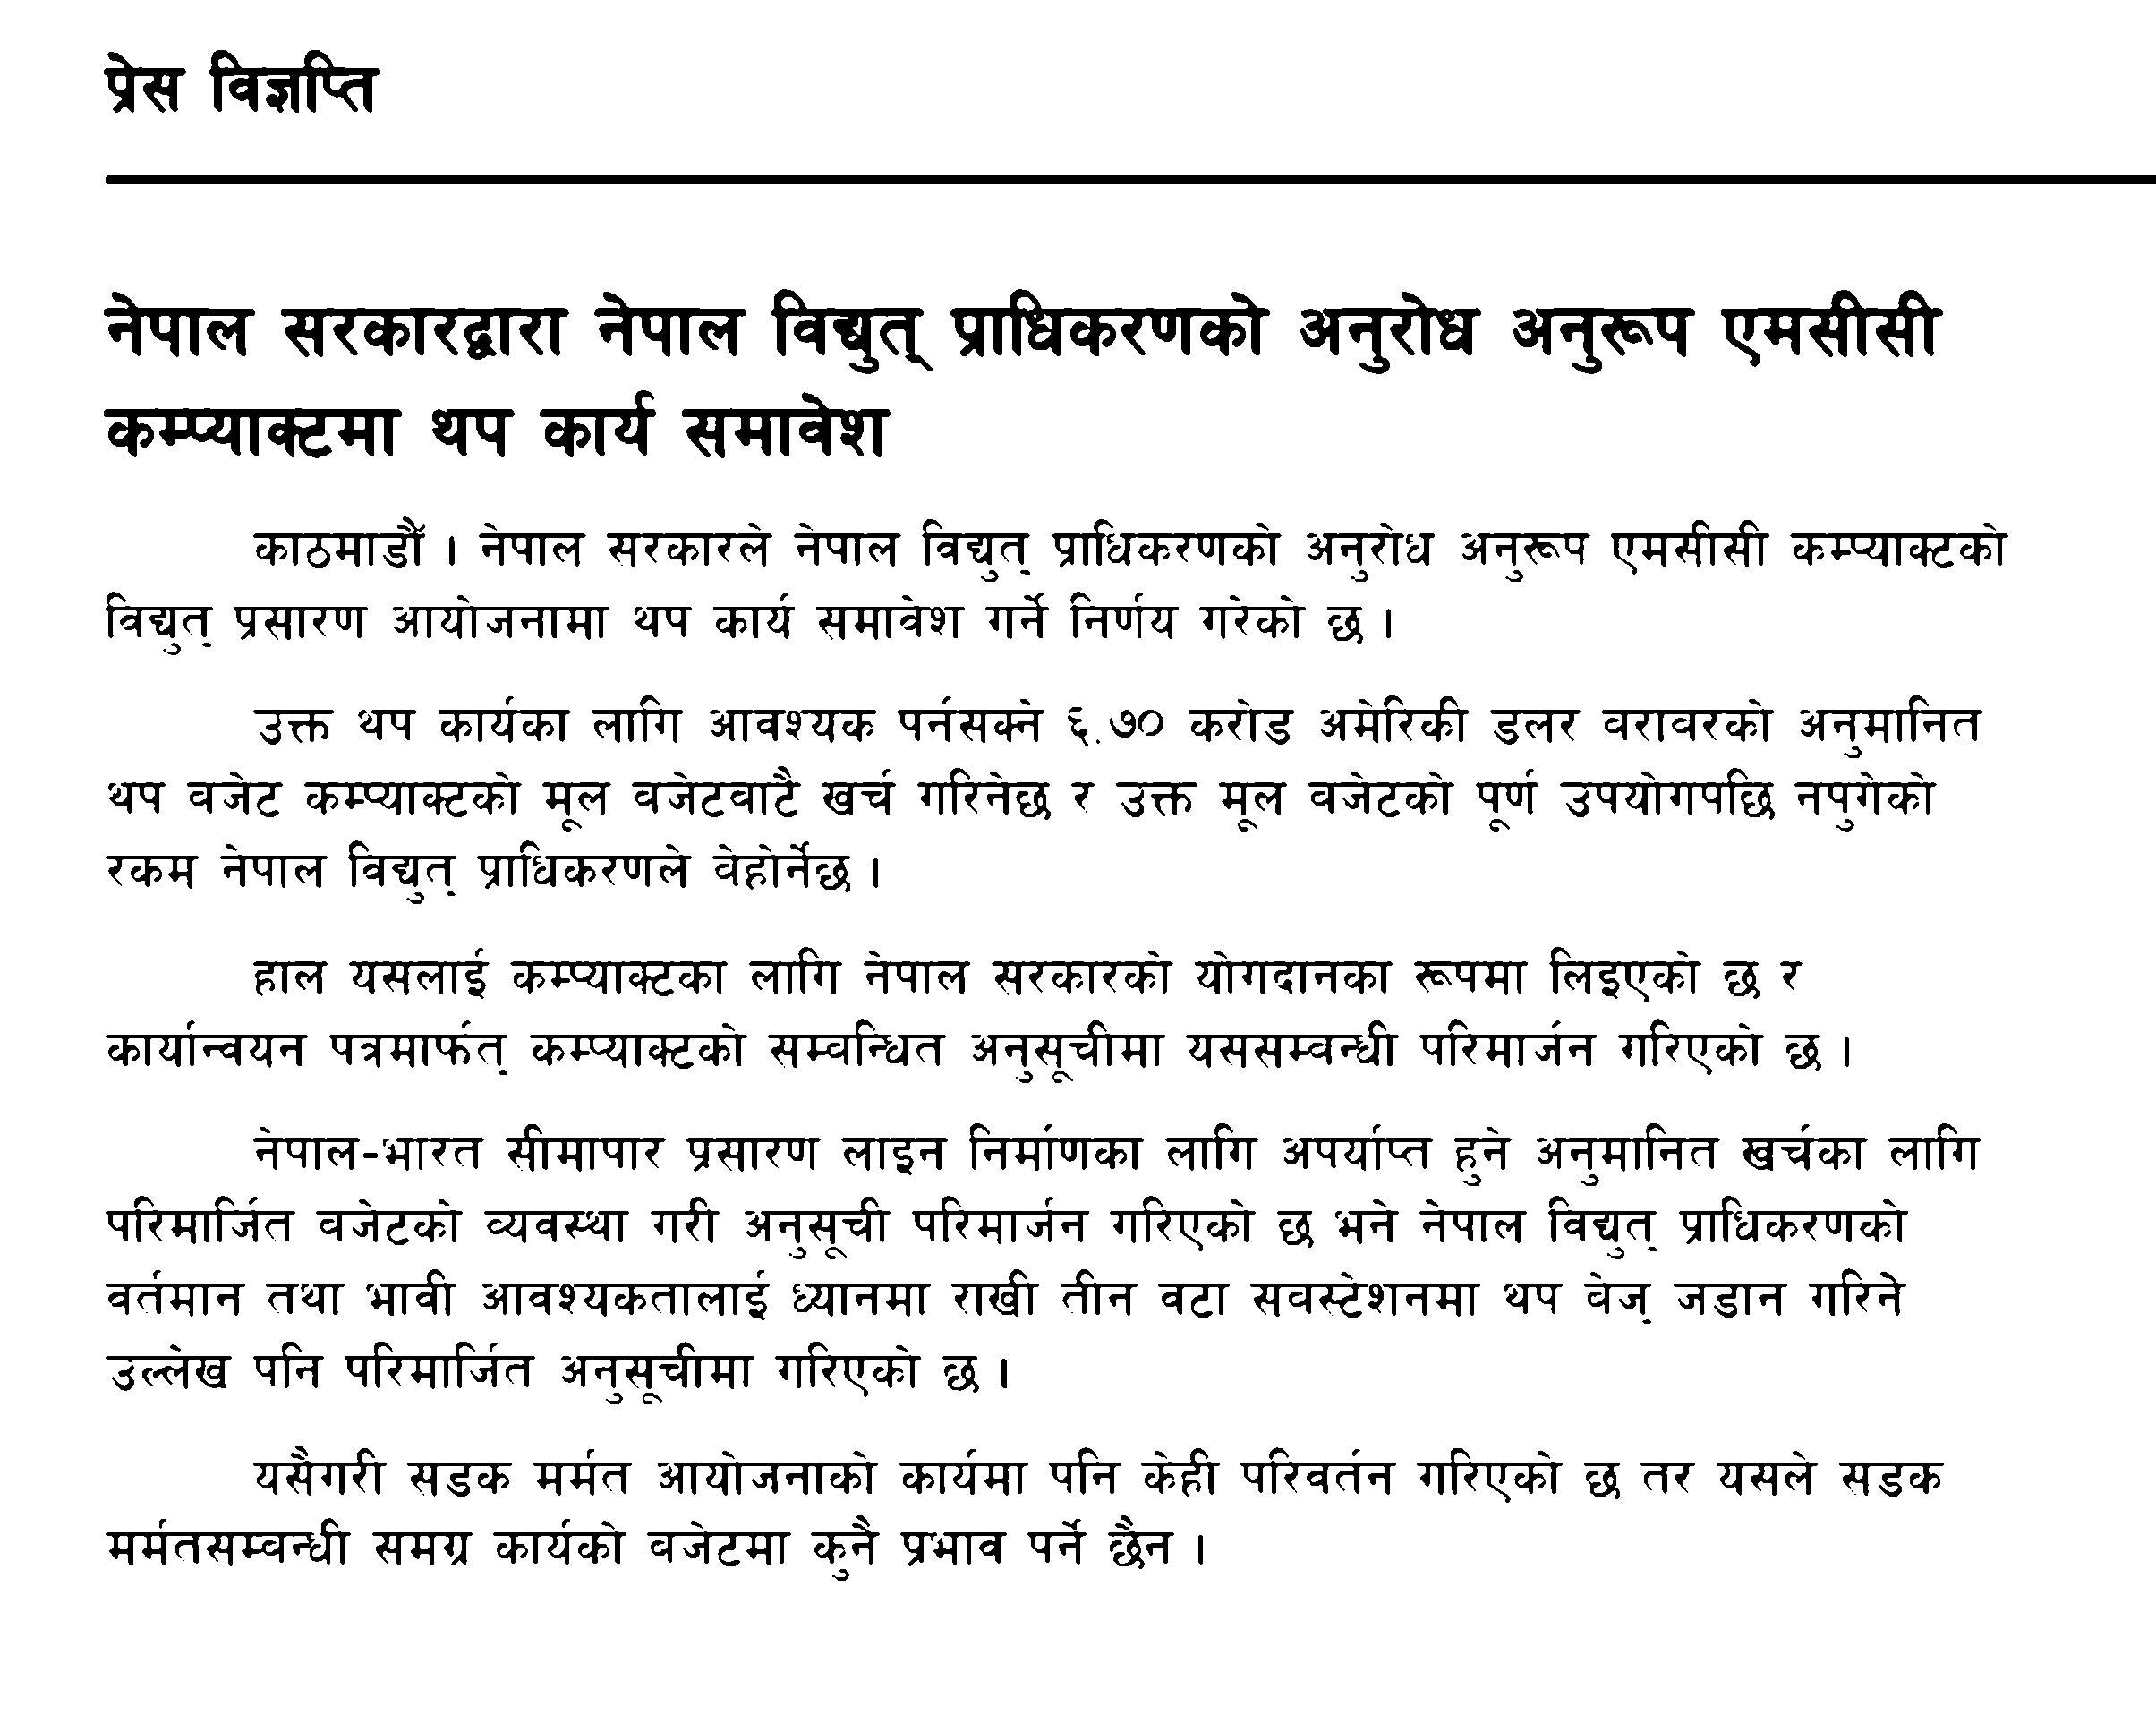 प्रेस विज्ञप्ति
नेपाल सरकारद्वारा नेपाल विद्युत् प्राधिकरणको अनुरोध अनुरूप एमसीसी
कम्प्याक्टमा थप कार्य समावेश
काठमाडौँ । नेपाल सरकारले नेपाल विद्युत् प्राधिकरणको अनुरोध अनुरूप एमसीसी कम्प्याक्टको
विद्युत् प्रसारण आयोजनामा थप कार्य समावेश गर्ने निर्णय गरेको छ ।
उक्त थप कार्यका लागि आवश्यक पर्नसक्ने ६.७० करोड अमेरिकी डलर वरावरको अनुमानित
थप वजेट कम्प्याक्टको मूल वजेटवाटै खर्च गरिनेछ र उक्त मूल वजेटको पूर्ण उपयोगपछि नपुगेको
रकम नेपाल विद्युत् प्राधिकरणले वेहोर्नेछ ।
हाल यसलाई कम्प्याक्टका लागि नेपाल सरकारको योगदानका रूपमा लिइएको छ र
कार्यान्वयन पत्रमार्फत् कम्प्याक्टको सम्वन्धित अनुसूचीमा यससम्वन्धी परिमार्जन गरिएको छ ।
नेपाल-भारत सीमापार प्रसारण लाइन निर्माणका लागि अपर्याप्त हुने अनुमानित खर्चका लागि
परिमार्जित वजेटको व्यवस्था गरी अनुसूची परिमार्जन गरिएको छ भने नेपाल विद्युत् प्राधिकरणको
वर्तमान तथा भावी आवश्यकतालाई ध्यानमा राखी तीन वटा सवस्टेशनमा थप वेज् जडान गरिने
उल्लेख पनि परिमार्जित अनुसूचीमा गरिएको छ ।
यसैगरी सडक मर्मत आयोजनाको कार्यमा पनि केही परिवर्तन गरिएको छ तर यसले सडक
मर्मतसम्वन्धी समग्र कार्यको वजेटमा कुनै प्रभाव पर्ने छैन ।